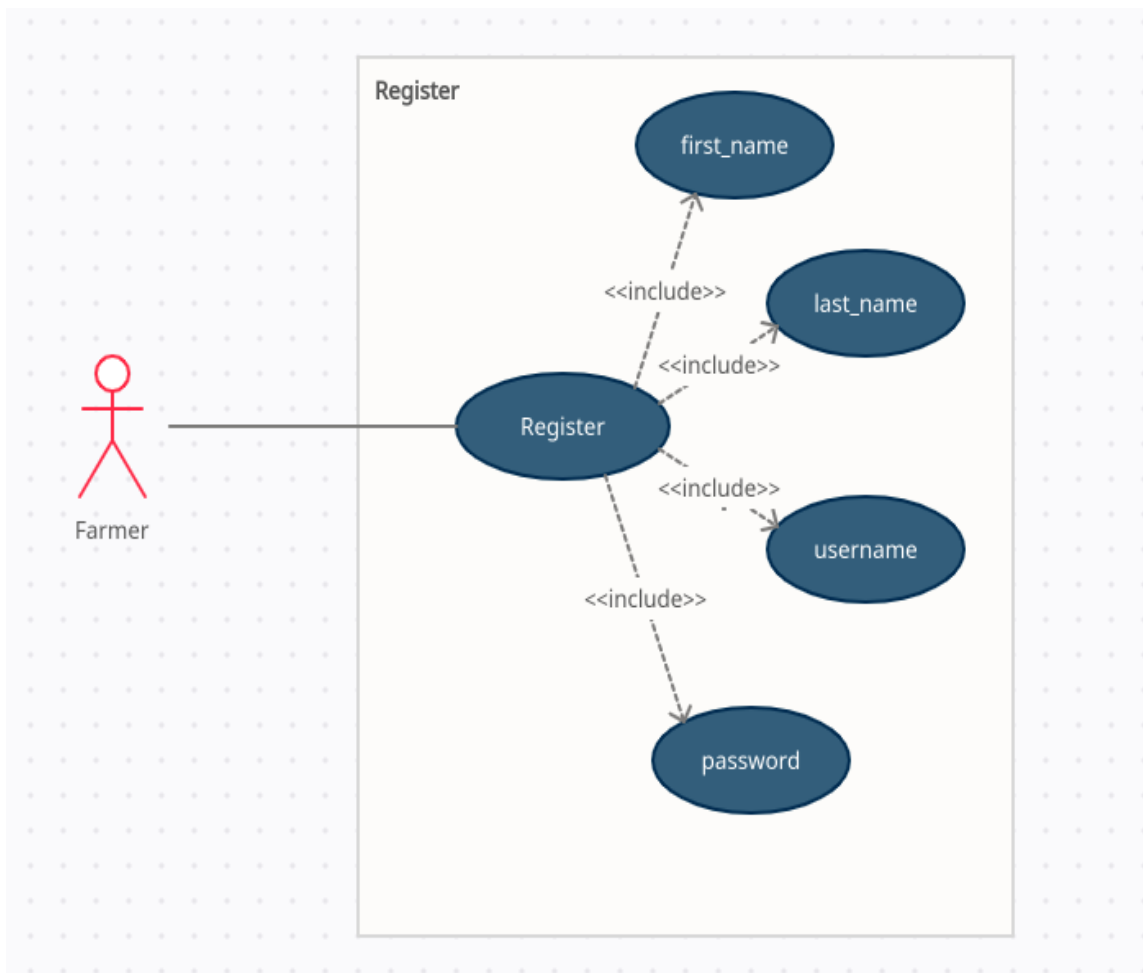 Register
first_name
<<include>>
last_name
<<include>>
Register
<<include>>
Farmer
username
<<include>>
password